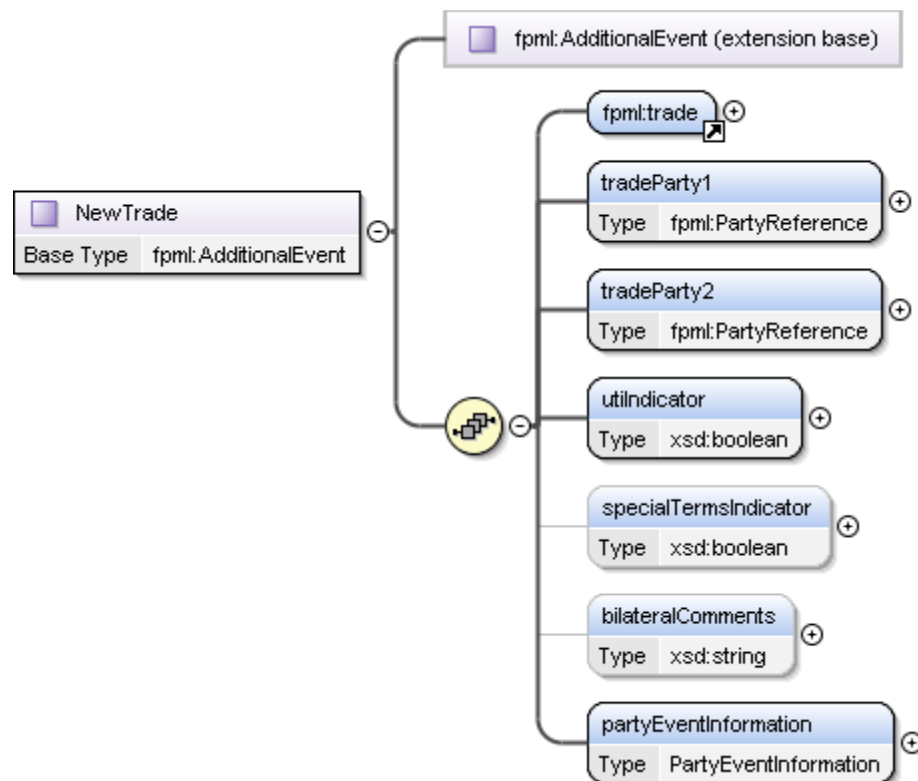 fpml:AdditionalEvent (extension base)
fpml:trade
tradeParty1
Type fpml:PartyReference
NewTrade
Base Type fpml:AdditionalEvent
tradeParty2
Type fpml:PartyReference
utiIndicator
Type xsd:boolean
specialTermsIndicator
Type xsd:boolean
bilateralComments
Type xsd:string
partyEventInformation
Type PartyEventInformation